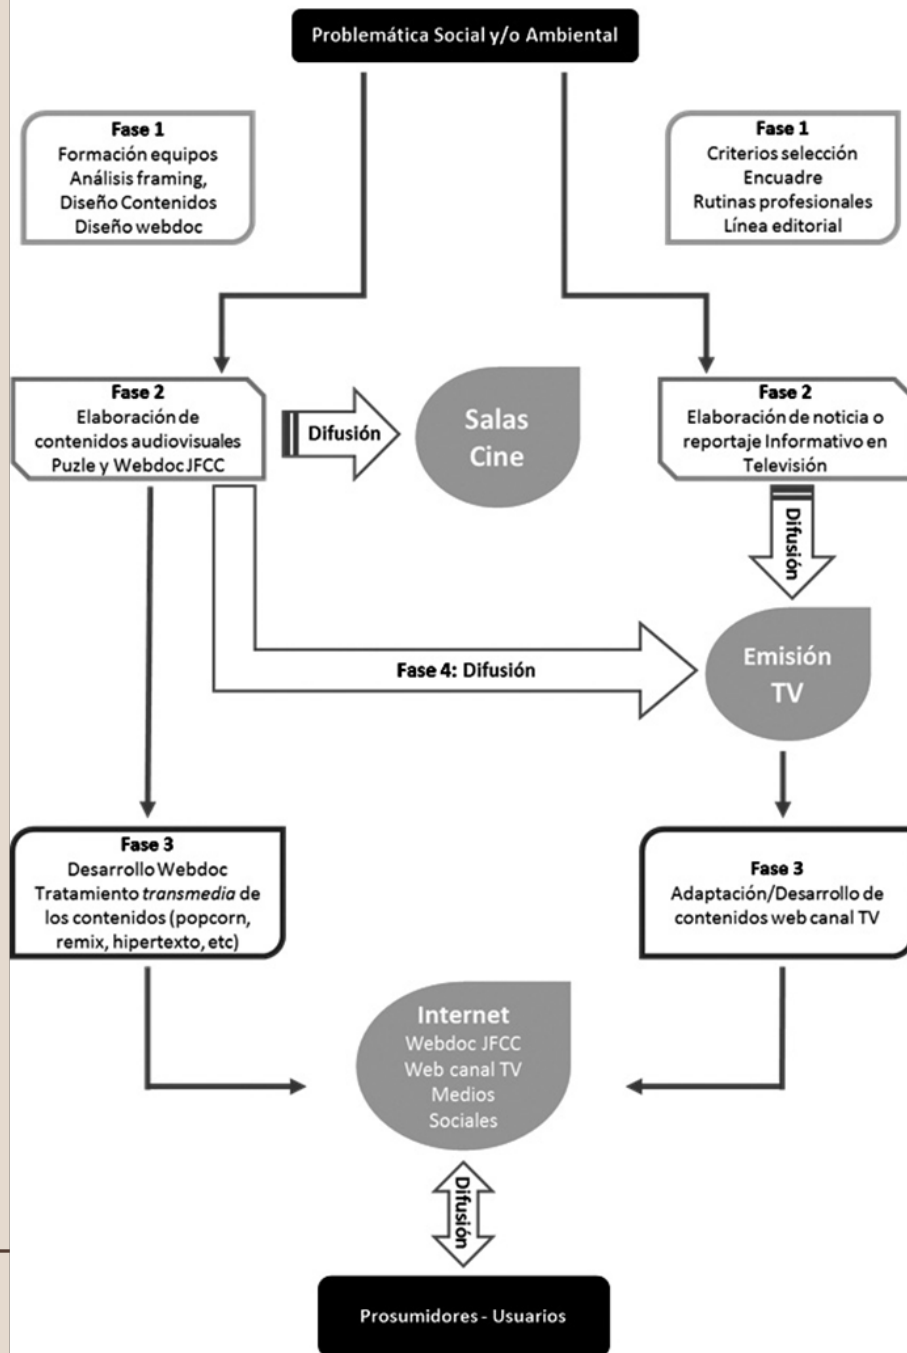 Problemática Social y/o Ambiental
Fase 1
Formación equipos
Análisis framing,
Diseño Contenidos
Diseño webdoc
Fase 1
Criterios selección
Encuadre
Rutinas profesionales
Línea editorial
Fase 2
Elaboración de
contenidos audiovisuales
Puzle y Webdoc JFCC
Difusión
Salas
Cine
Fase 2
Elaboración de noticia o
reportaje Informativo en
Televisión
Difusión
Fase 4: Difusión
Emisión
TV
Fase 3
Desarrollo Webdoc
Tratamiento transmedia de
los contenidos (popcorn,
remix, hipertexto, etc)
Fase 3
Adaptación/Desarrollo de
contenidos web canal TV
Internet
Webdoc JFCC
Web canal TV
Medios
Sociales
Difusión
Prosumidores - Usuarios